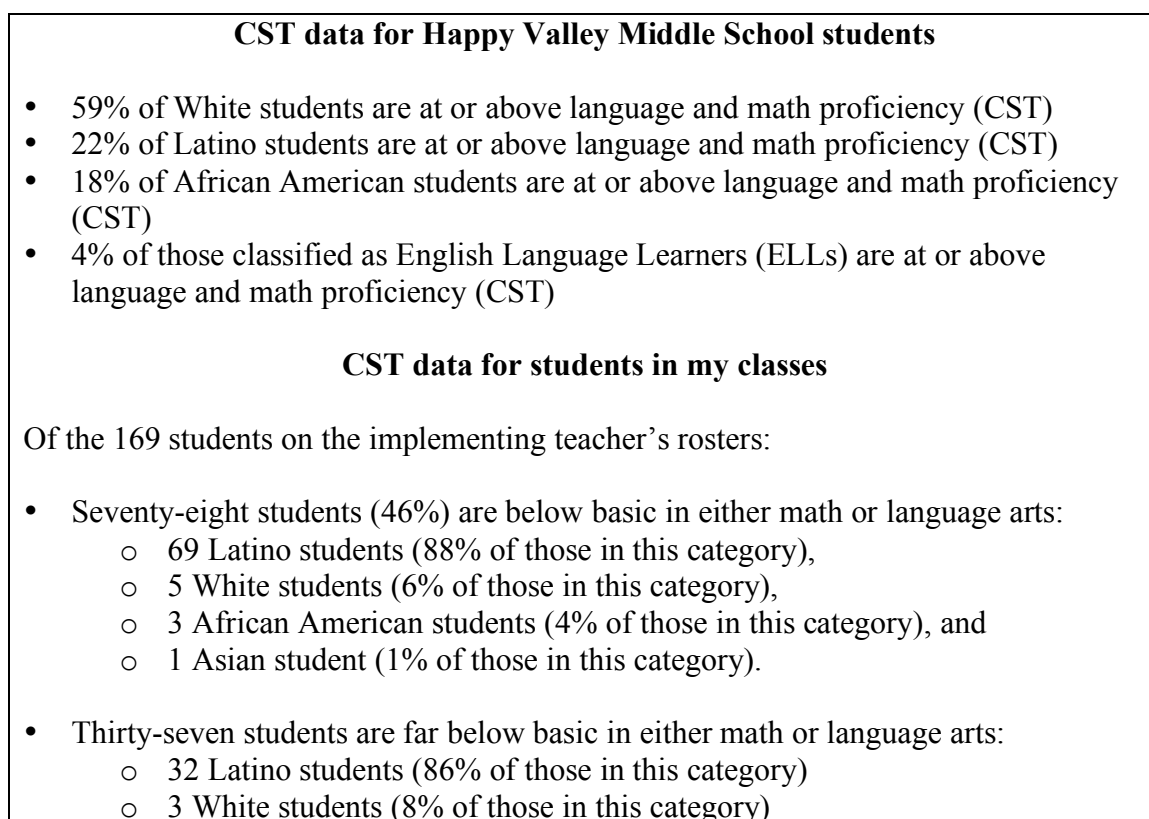 CST data for Happy Valley Middle School students
• 59% of White students are at or above language and math proficiency (CST)
• 22% of Latino students are at or above language and math proficiency (CST)
• 18% of African American students are at or above language and math proficiency
(CST)
• 4% of those classified as English Language Learners (ELLs) are at or above
language and math proficiency (CST)
CST data for students in my classes
Of the 169 students on the implementing teacher’s rosters:
• Seventy-eight students (46%) are below basic in either math or language arts:
o 69 Latino students (88% of those in this category),
o 5 White students (6% of those in this category),
o 3 African American students (4% of those in this category), and
o 1 Asian student (1% of those in this category).
• Thirty-seven students are far below basic in either math or language arts:
o 32 Latino students (86% of those in this category)
o 3 White students (8% of those in this category)